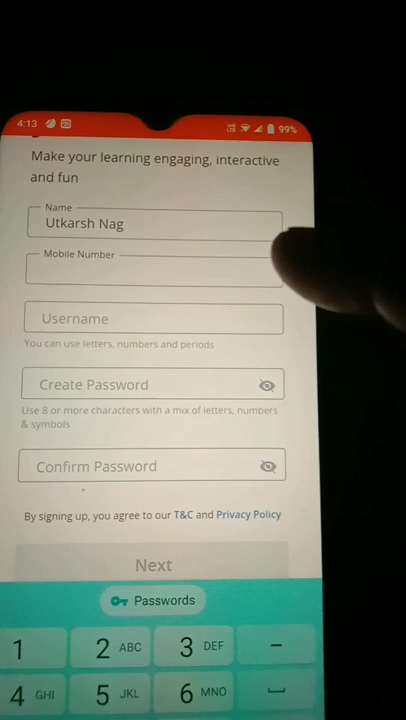 4:13
99%
Make your learning engaging, interactive
and fun
Name
Utkarsh Nag
Mobile Number
Username
You can use letters, numbers and periods
Create Password
Use 8 or more characters with a mix of letters, numbers
& symbols
Confirm Password
By signing up, you agree to our T&C and Privacy Policy
Next
Passwords
1 2 ABC 3 DEF –
4 GHI 5 JKL 6 MNO